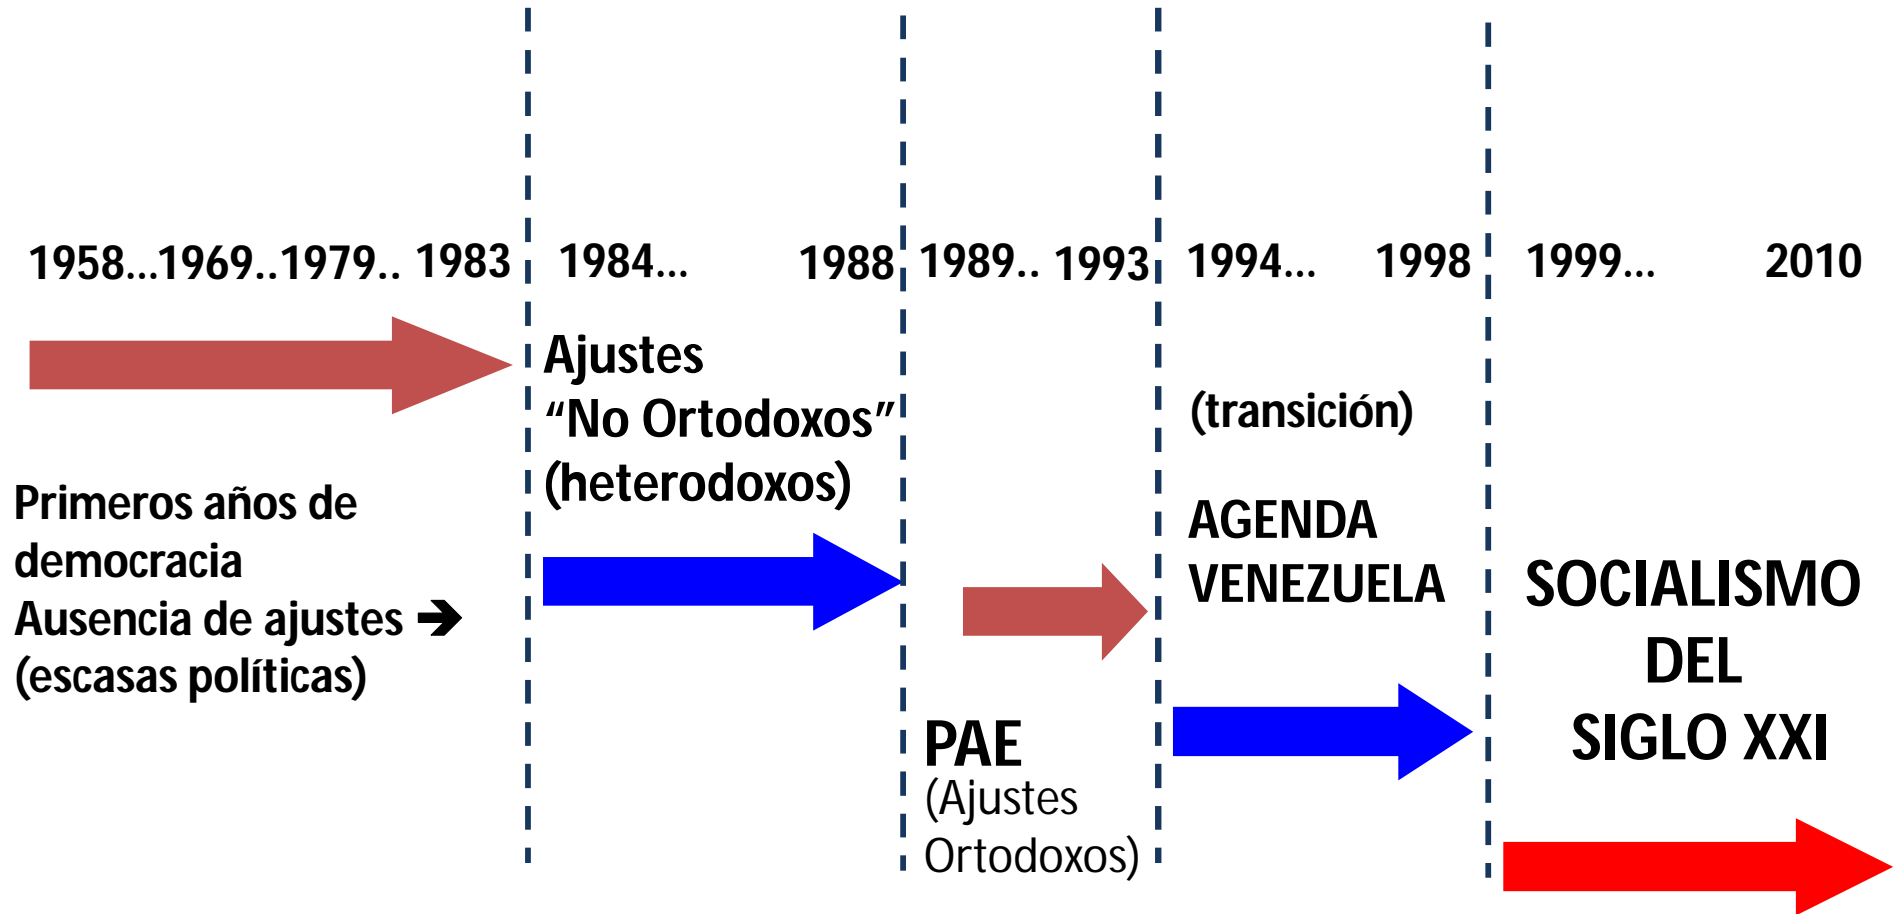 1958...1969..1979.. 1983
1984... 1988
1989.. 1993
1994... 1998
1999... 2010
Primeros años de
democracia
Ausencia de ajustes ➔
(escasas políticas)
Ajustes
“No Ortodoxos”
(heterodoxos)
PAE
(Ajustes
Ortodoxos)
(transición)
AGENDA
VENEZUELA
SOCIALISMO
DEL
SIGLO XXI